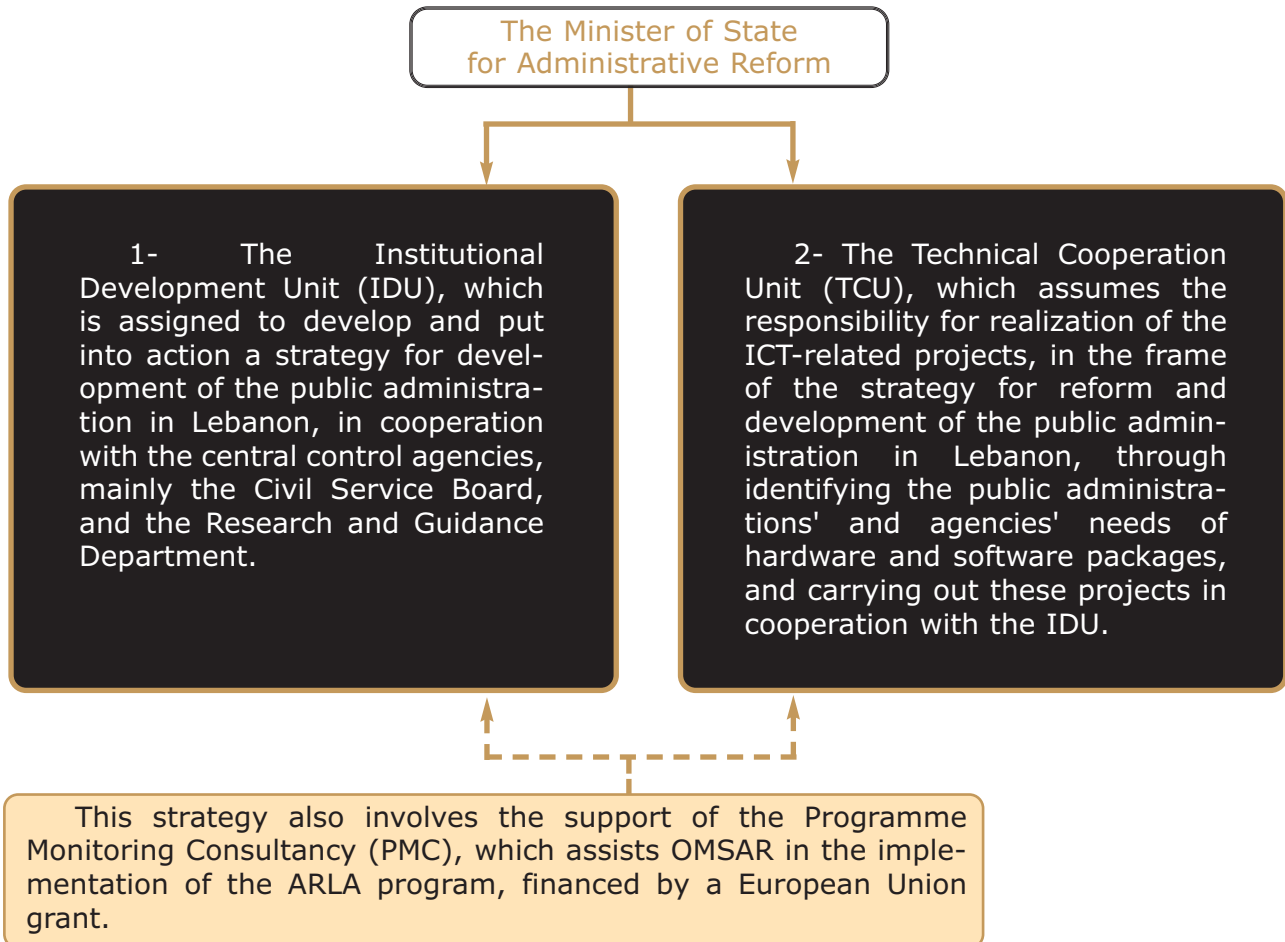 The Minister of State
for Administrative Reform
1- The Institutional
Development Unit (IDU), which
is assigned to develop and put
into action a strategy for devel-
opment of the public administra-
tion in Lebanon, in cooperation
with the central control agencies,
mainly the Civil Service Board,
and the Research and Guidance
Department.
2- The Technical Cooperation
Unit (TCU), which assumes the
responsibility for realization of the
ICT-related projects, in the frame
of the strategy for reform and
development of the public admin-
istration in Lebanon, through
identifying the public administra-
tions' and agencies' needs of
hardware and software packages,
and carrying out these projects in
cooperation with the IDU.
This strategy also involves the support of the Programme
Monitoring Consultancy (PMC), which assists OMSAR in the imple-
mentation of the ARLA program, financed by a European Union
grant.